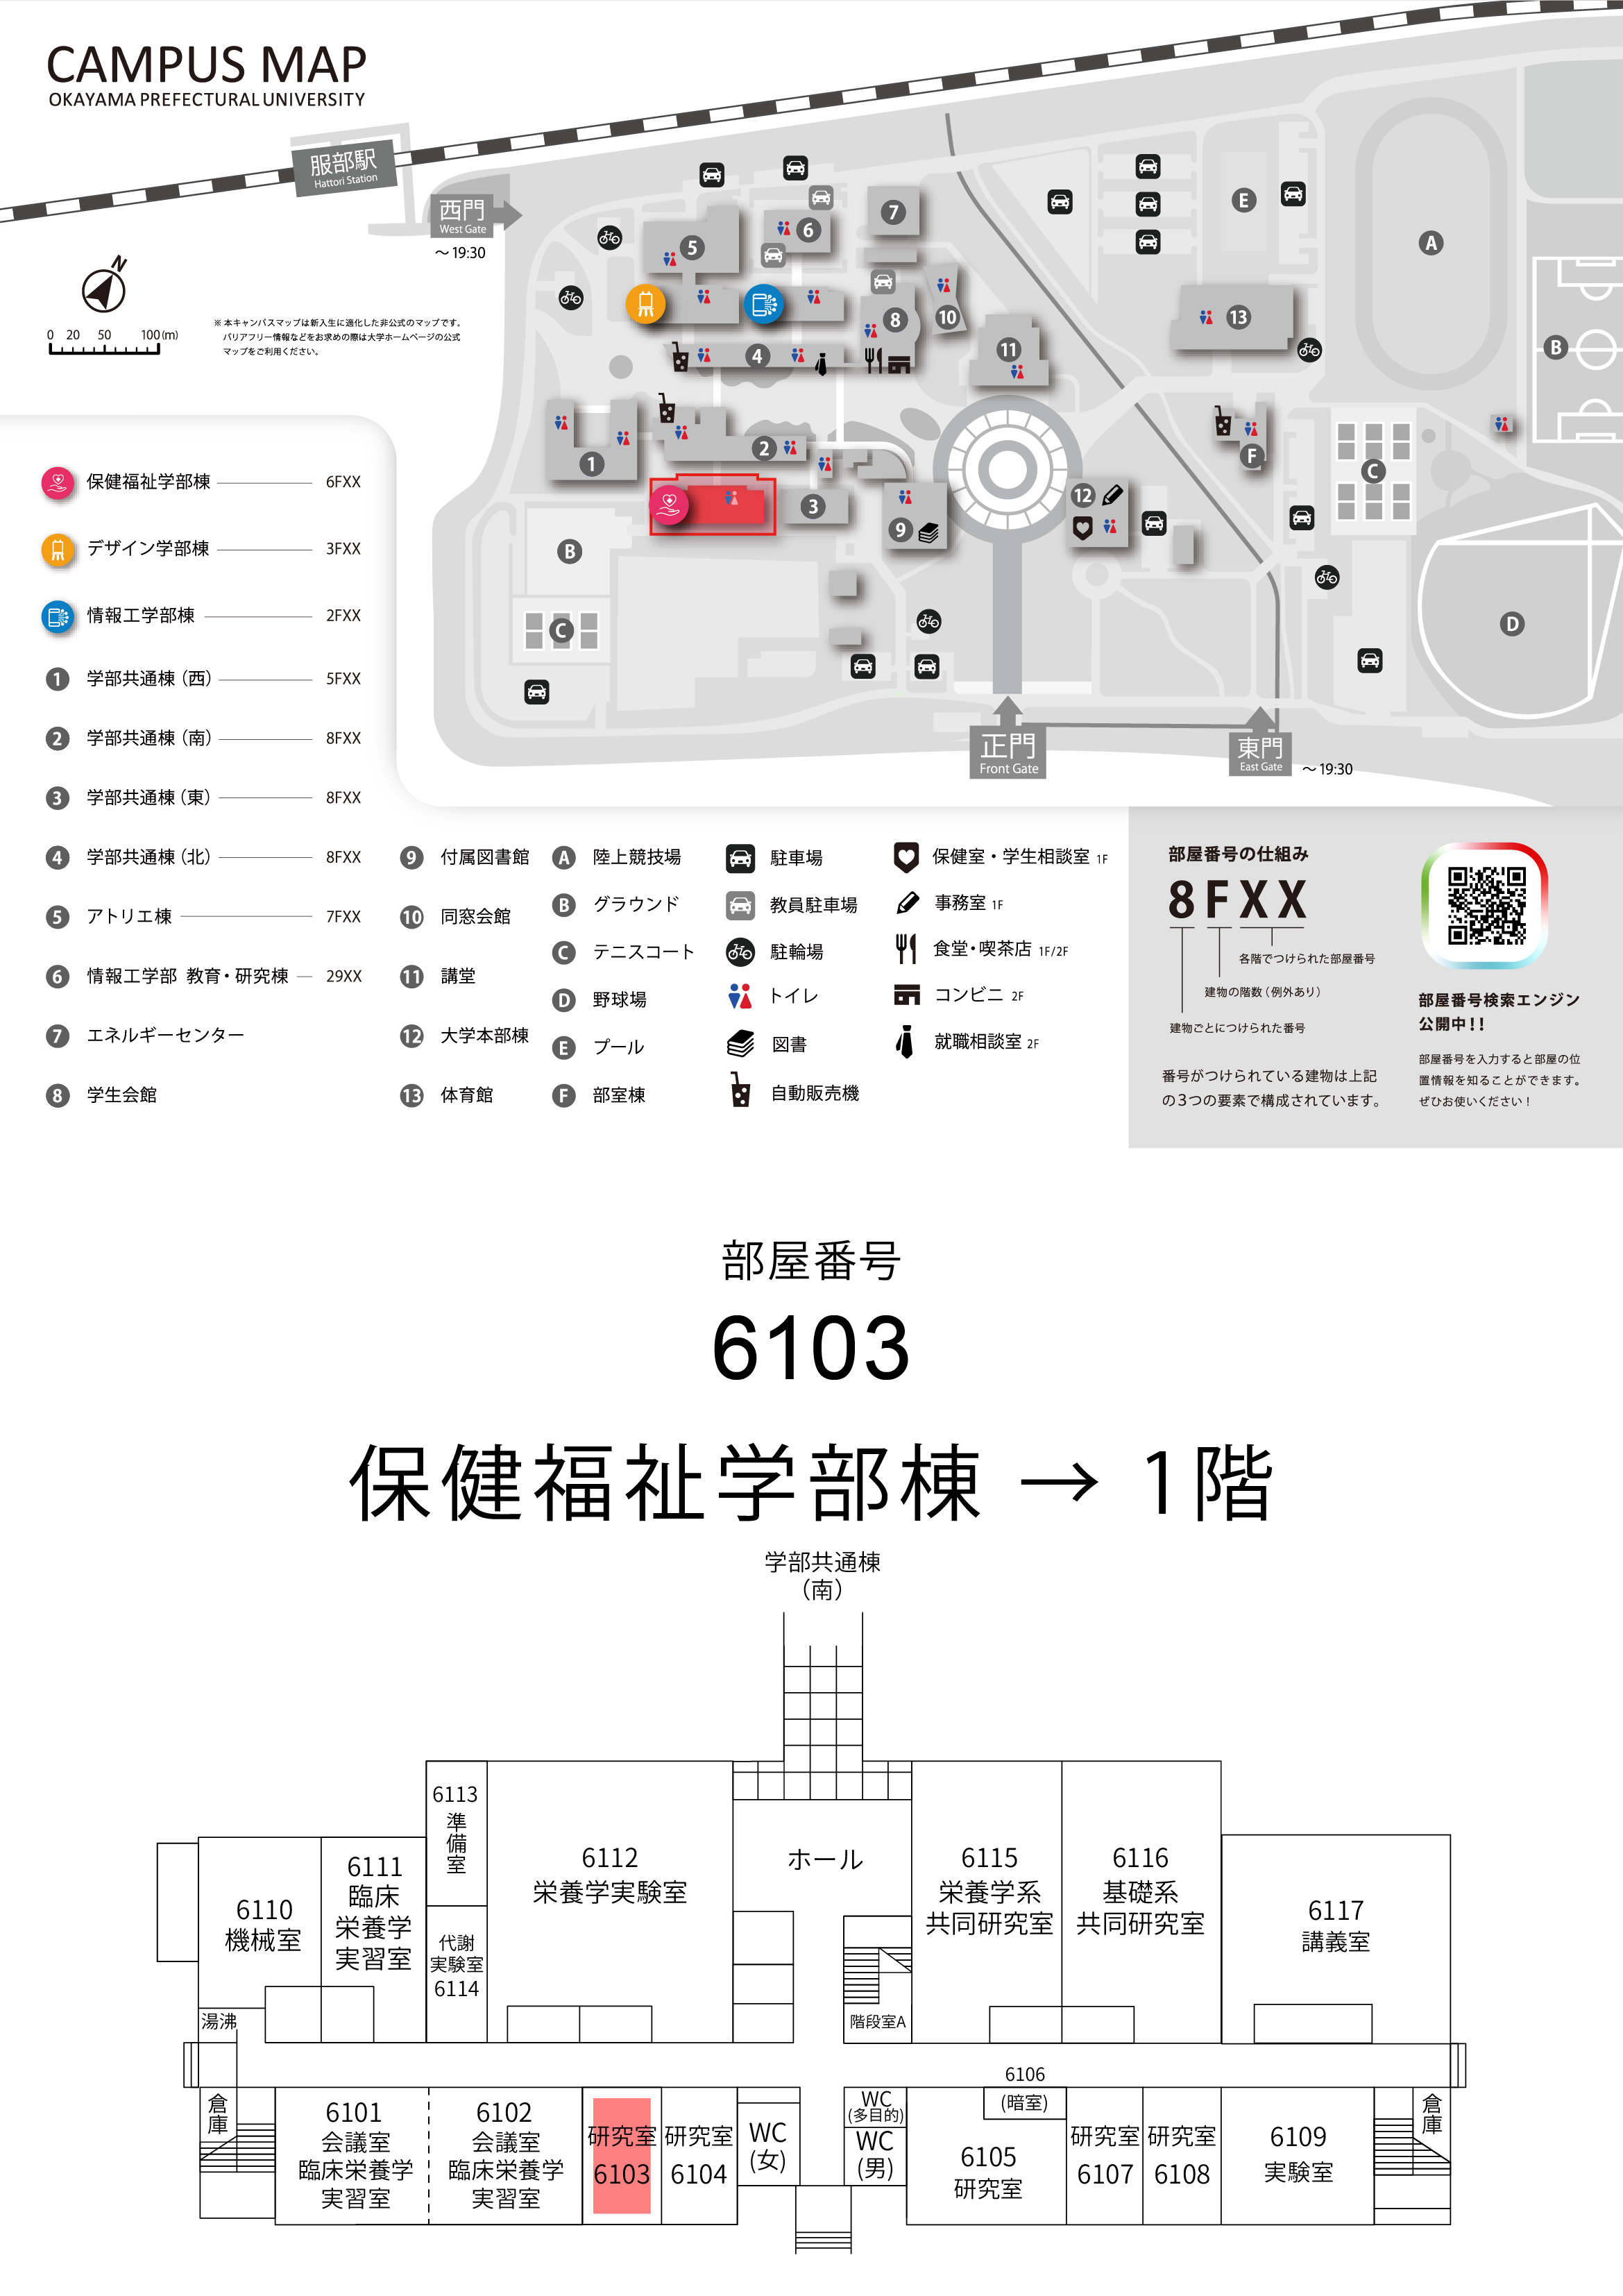 CAMPUS MAP
OKAYAMA PREFECTURAL UNIVERSITY
服部駅
Hattori Station
西門
West Gate
～19:30
N
0 20 50 100(m)
※ 本キャンパスマップは新入生に適化した非公式のマップです。
バリアフリー情報などをお求めの際は大学ホームページの公式
マップをご利用ください。
5
6
7
8
10
4
11
13
1
2
3
9
12
A
B
C
D
E
F
B
C
正門
Front Gate
東門
East Gate
～19:30
保健福祉学部棟 6FXX
デザイン学部棟 3FXX
情報工学部棟 2FXX
1 学部共通棟（西） 5FXX
2 学部共通棟（南） 8FXX
3 学部共通棟（東） 8FXX
4 学部共通棟（北） 8FXX
5 アトリエ棟 7FXX
6 情報工学部 教育・研究棟 29XX
7 エネルギーセンター
8 学生会館
9 付属図書館
10 同窓会館
11 講堂
12 大学本部棟
13 体育館
A 陸上競技場
B グラウンド
C テニスコート
D 野球場
E プール
F 部室棟
駐車場
教員駐車場
駐輪場
トイレ
図書
自動販売機
保健室・学生相談室 1F
事務室 1F
食堂・喫茶店 1F/2F
コンビニ 2F
就職相談室 2F
部屋番号の仕組み
8FXX
各階でつけられた部屋番号
建物の階数（例外あり）
建物ごとにつけられた番号
番号がつけられている建物は上記
の3つの要素で構成されています。
部屋番号検索エンジン
公開中！！
部屋番号を入力すると部屋の位
置情報を知ることができます。
ぜひお使いください！
部屋番号
6103
保健福祉学部棟 → 1階
学部共通棟
（南）
6113
準備室
6112
栄養学実験室
ホール
6115
栄養学系
共同研究室
6116
基礎系
共同研究室
6111
臨床
栄養学
実習室
6110
機械室
代謝
実験室
6114
6117
講義室
湯沸
階段室A
倉庫
6101
会議室
臨床栄養学
実習室
6102
会議室
臨床栄養学
実習室
研究室
6103
研究室
6104
WC
(女)
WC
(多目的)
WC
(男)
6106
(暗室)
6105
研究室
研究室
6107
研究室
6108
6109
実験室
倉庫